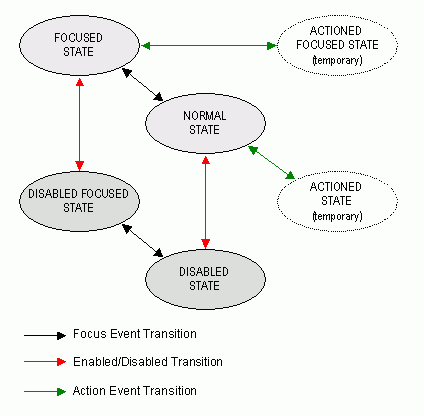 FOCUSED
STATE
ACTIONED
FOCUSED STATE
(temporary)
NORMAL
STATE
DISABLED FOCUSED
STATE
ACTIONED
STATE
(temporary)
DISABLED
STATE
Focus Event Transition
Enabled/Disabled Transition
Action Event Transition